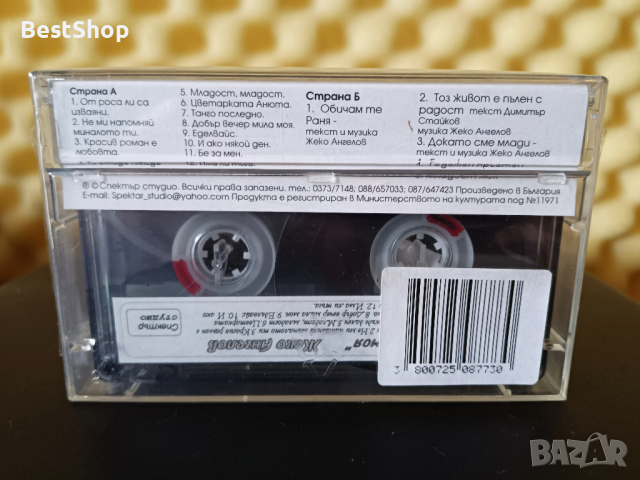 BestShop
Страна А
1. От роса ли са
изваяни.
2. Не ми напомняй
миналото ти.
3. Красив роман е
любовта.
5. Младост, младост.
6. Цветарката Анюта.
7. Танго последно.
8. Добър вечер мила моя.
9. Еделвайс.
10. И ако някой ден.
11. Бе за мен.
Страна Б
1. Обичам те
Раня -
текст и музика
Жеко Ангелов
2. Тоз живот е пълен с
радост текст Димитър
Стайков
музика Жеко Ангелов
3. Докато сме млади -
текст и музика Жеко Ангелов
℗ ©Спектър студио. Всички права запазени. тел.: 0373/7148; 088/657033; 087/647423 Произведено в България
E-mail: Spektar_studio@yahoo.com Продукта е регистриран в Министерството на културата под №11971
Спектър
студио
Жеко Ангелов
3 800725 087730
BAZAR